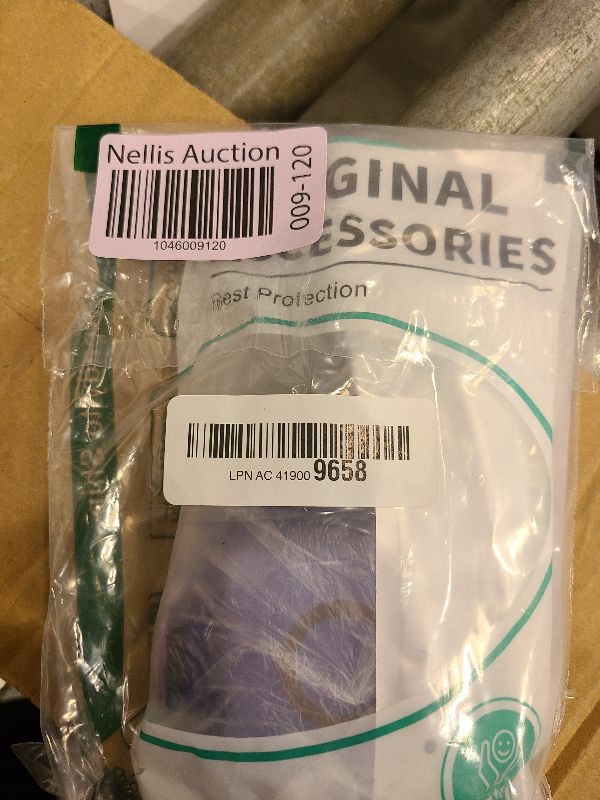 Nellis Auction
009-120
1046009120
GINAL
CESSORIES
Best Protection
LPN AC 41900 9658